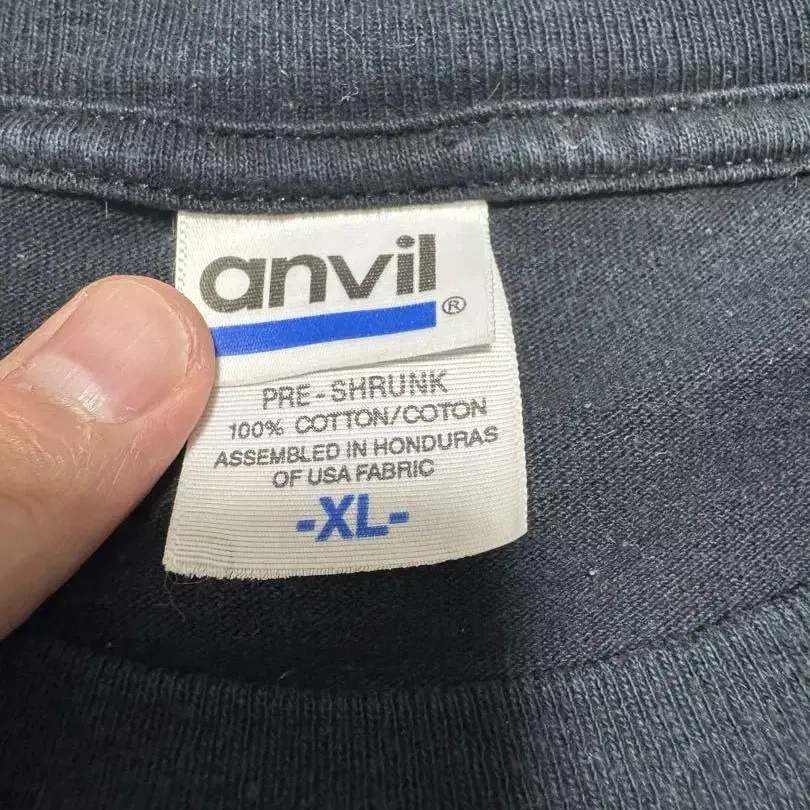 anvil®
PRE-SHRUNK
100% COTTON/COTON
ASSEMBLED IN HONDURAS
OF USA FABRIC
-XL-